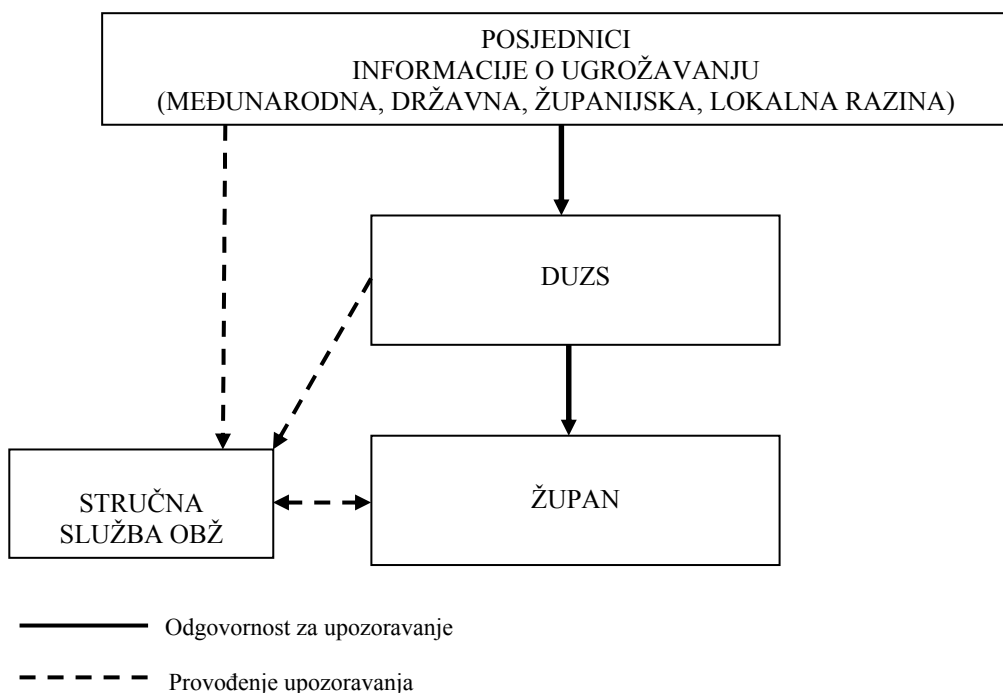 POSJEDNICI
INFORMACIJE O UGROŽAVANJU
(MEĐUNARODNA, DRŽAVNA, ŽUPANIJSKA, LOKALNA RAZINA)
DUZS
STRUČNA
SLUŽBA OBŽ
ŽUPAN
Odgovornost za upozoravanje
Provođenje upozoravanja